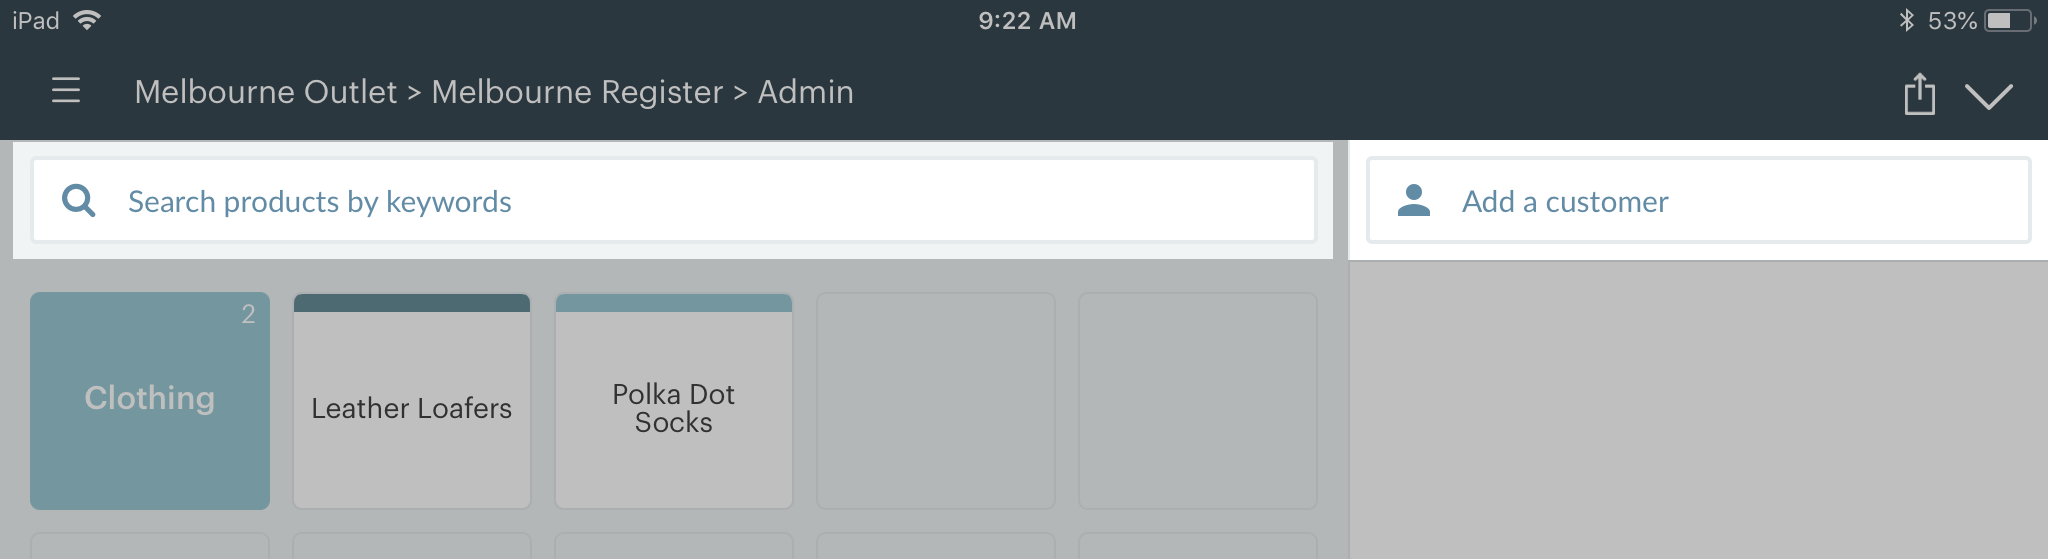 iPad
9:22 AM
53%
Melbourne Outlet > Melbourne Register > Admin
Search products by keywords
Add a customer
2
Clothing
Leather Loafers
Polka Dot
Socks